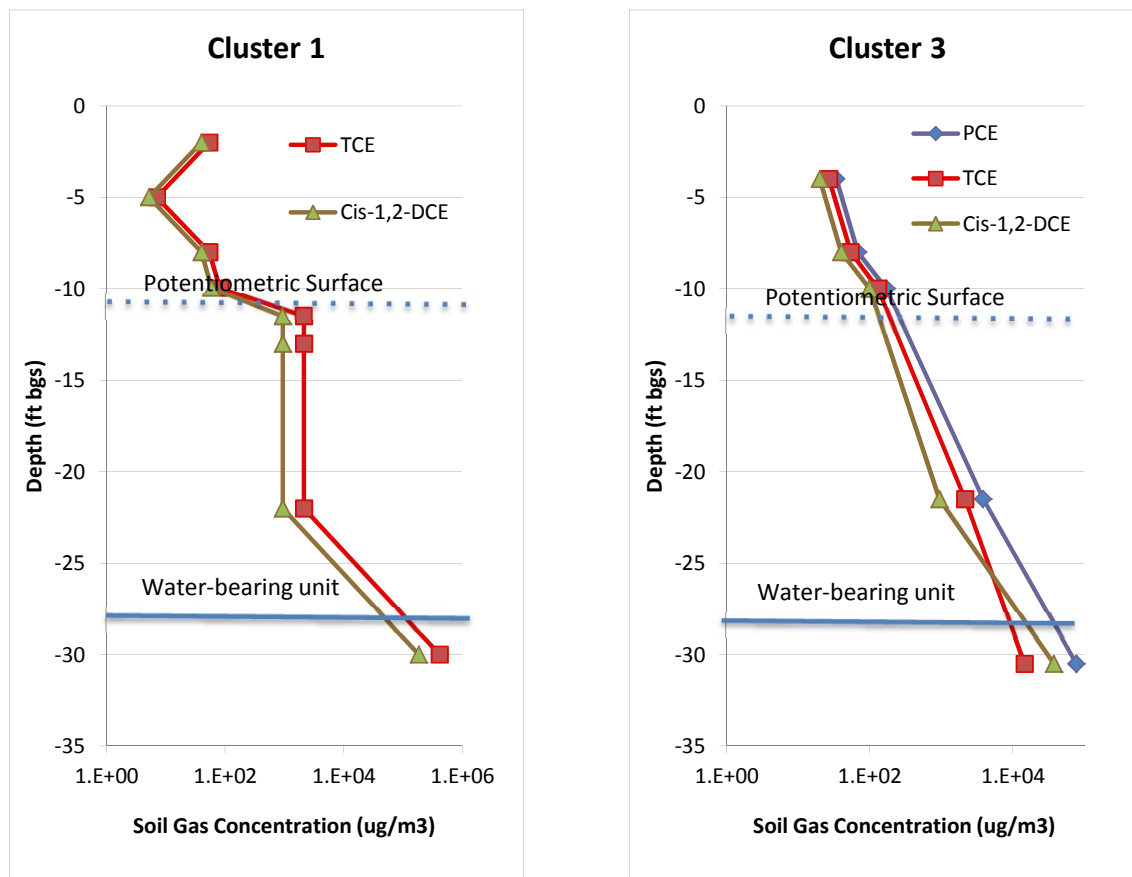 Cluster 1
0
-5
-10
-15
-20
-25
-30
-35
Depth (ft bgs)
TCE
Cis-1,2-DCE
Potentiometric Surface
Water-bearing unit
1.E+00 1.E+02 1.E+04 1.E+06
Soil Gas Concentration (ug/m3)
Cluster 3
0
-5
-10
-15
-20
-25
-30
-35
Depth (ft bgs)
PCE
TCE
Cis-1,2-DCE
Potentiometric Surface
Water-bearing unit
1.E+00 1.E+02 1.E+04
Soil Gas Concentration (ug/m3)